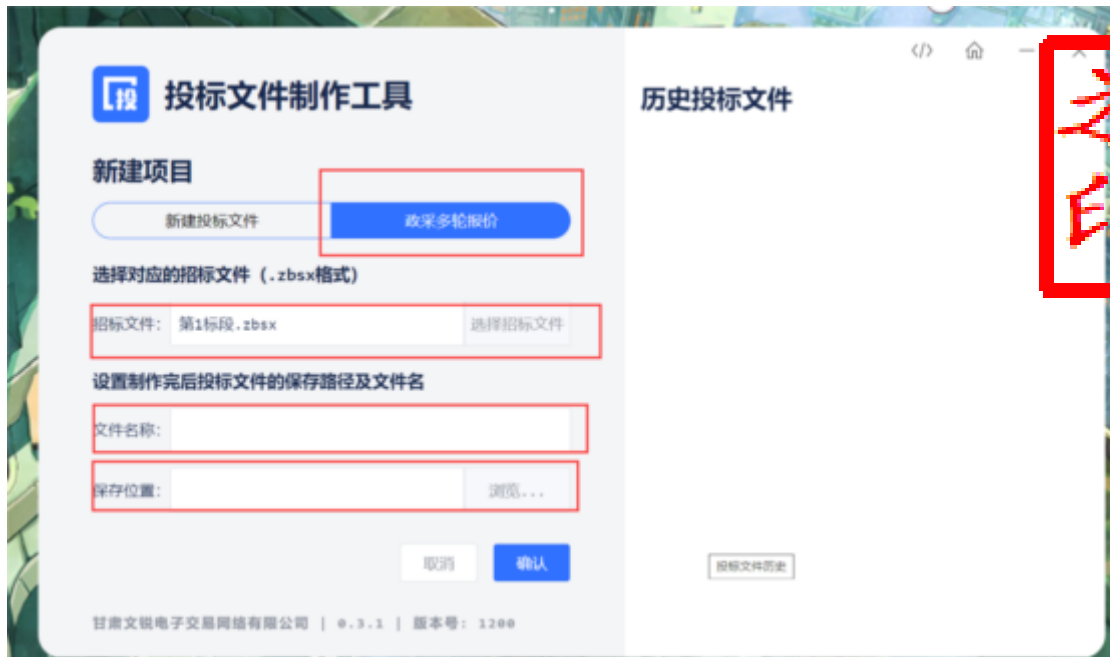 投标文件制作工具
新建项目
新建投标文件 政采多轮报价
选择对应的招标文件（.zbsx格式）
招标文件： 第1标段.zbsx 选择招标文件
设置制作完后投标文件的保存路径及文件名
文件名称：
保存位置： 浏览...
取消 确认
甘肃文锐电子交易网络有限公司 | 0.3.1 | 版本号: 1200
历史投标文件
投标文件历史